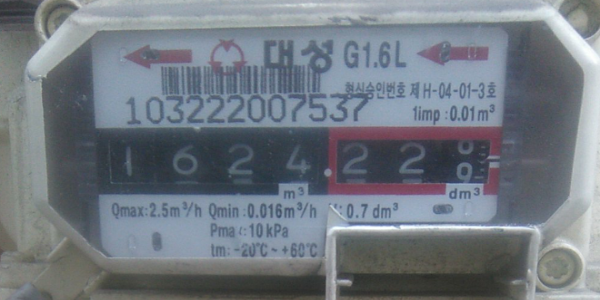 대성 G1.6L
형식승인번호 제 H-04-01-3호
103222007537
1imp : 0.01m³
1 6 2 4 2 2
m³
dm³
Qmax: 2.5m³/h Qmin : 0.016m³/h : 0.7 dm³
Pmax: 10 kPa
tm: -20℃ ~ +60℃